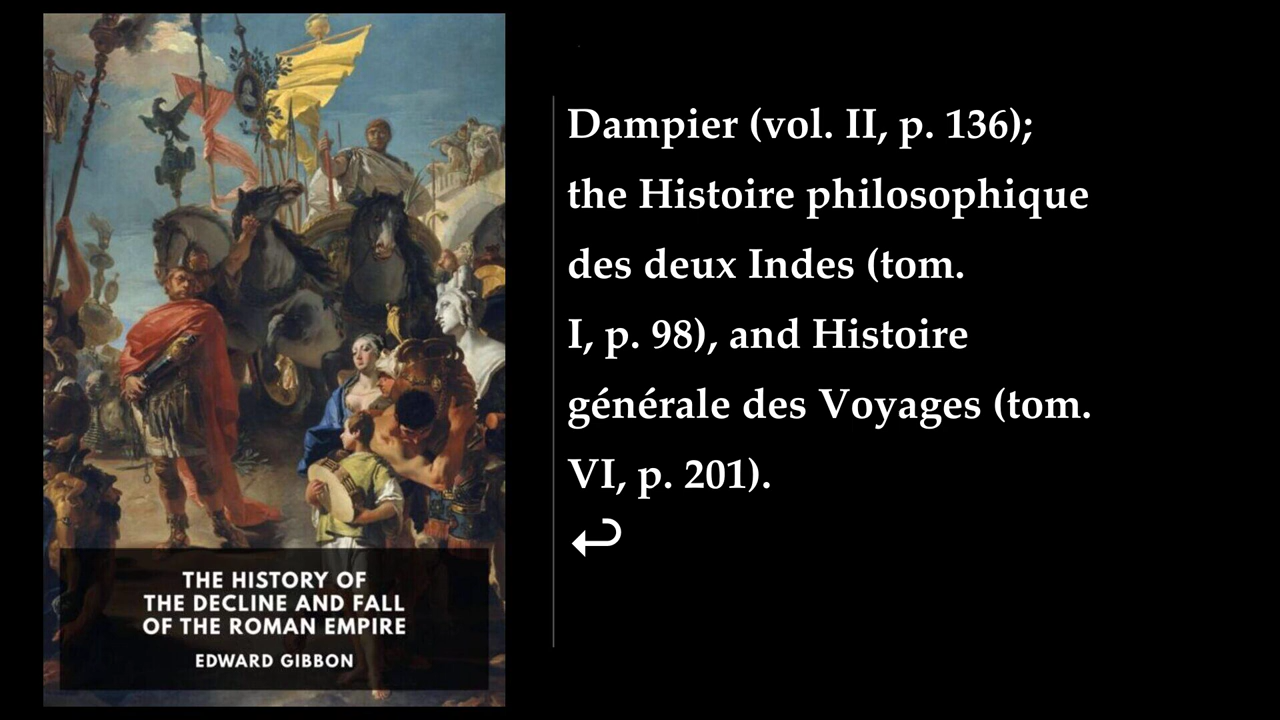 THE HISTORY OF
THE DECLINE AND FALL
OF THE ROMAN EMPIRE
EDWARD GIBBON
Dampier (vol. II, p. 136);
the Histoire philosophique
des deux Indes (tom.
I, p. 98), and Histoire
générale des Voyages (tom.
VI, p. 201).
↩